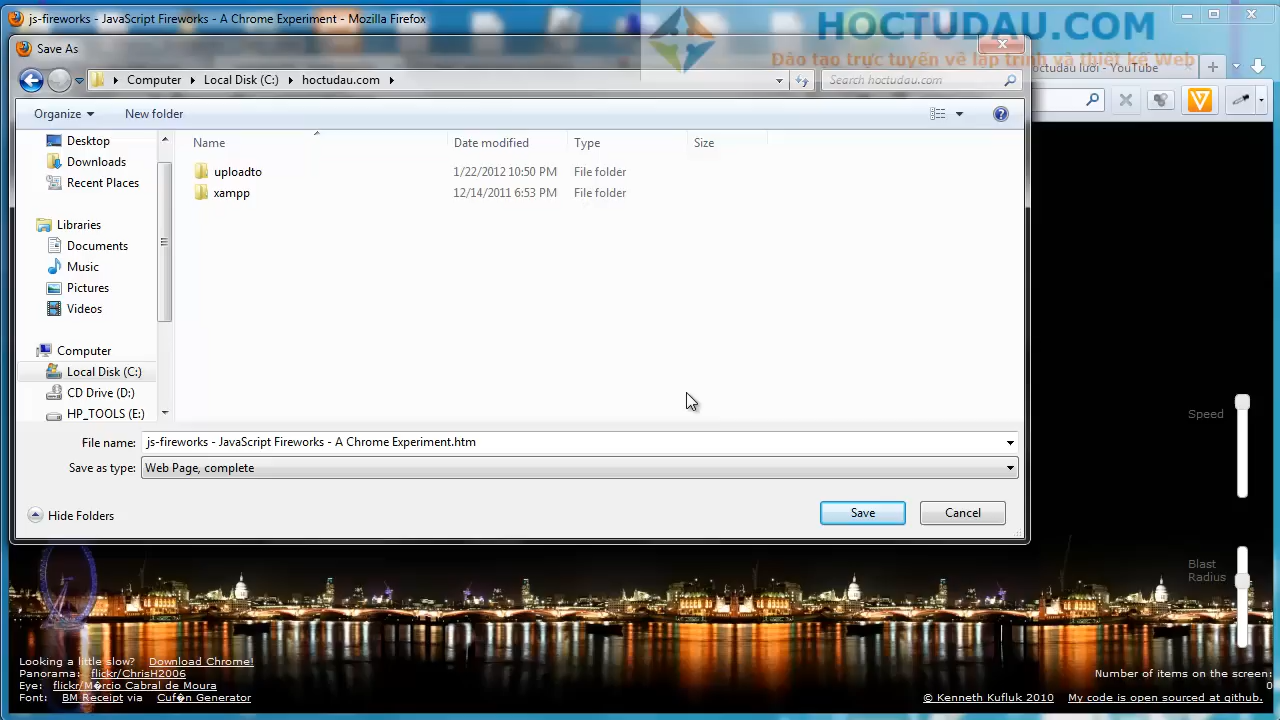 js-fireworks - JavaScript Fireworks - A Chrome Experiment - Mozilla Firefox
HOCTUDAU.COM
Đào tạo trực tuyến về lập trình và thiết kế Web
Save As
octudau lưới - YouTube
Computer
Local Disk (C:)
hoctudau.com
Search hoctudau.com
Organize
New folder
Name
Date modified
Type
Size
Desktop
Downloads
Recent Places
Libraries
Documents
Music
Pictures
Videos
Computer
Local Disk (C:)
CD Drive (D:)
HP_TOOLS (E:)
uploadto
1/22/2012 10:50 PM
File folder
xampp
12/14/2011 6:53 PM
File folder
File name:
js-fireworks - JavaScript Fireworks - A Chrome Experiment.htm
Save as type:
Web Page, complete
Hide Folders
Save
Cancel
Speed
Blast
Radius
Looking a little slow? Download Chrome!
Panorama: flickr/ChrisH2006
Eye: flickr/M�rcio Cabral de Moura
Font: BM Receipt via Cuf�n Generator
Number of items on the screen:
0
© Kenneth Kufluk 2010
My code is open sourced at github.